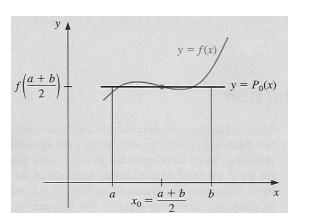 y
y = f(x)
f((a + b)/2)
y = P₀(x)
a
x₀ = (a + b)/2
b
x